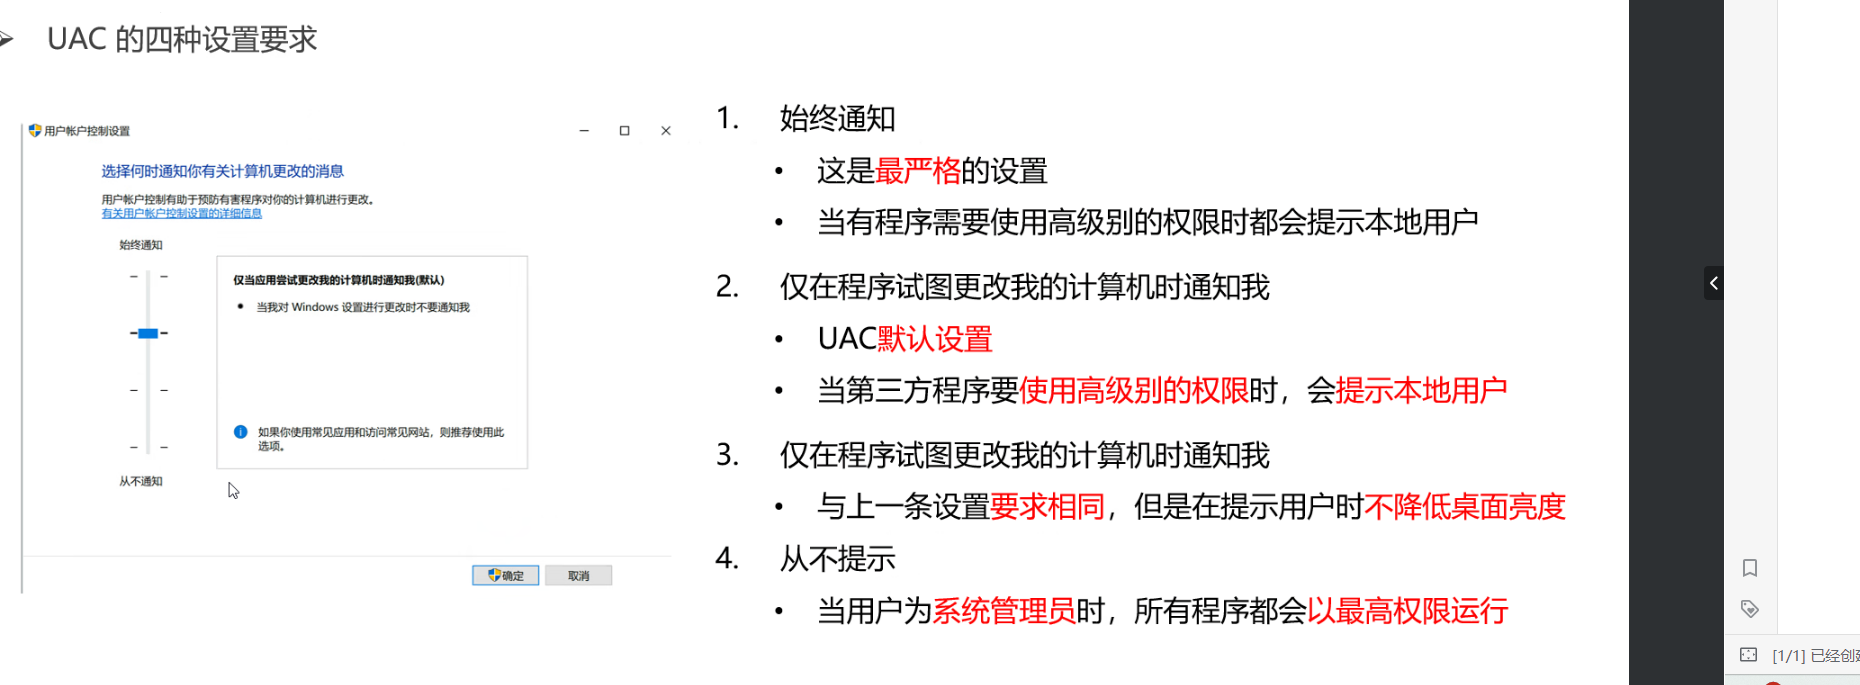 UAC 的四种设置要求
用户帐户控制设置
选择何时通知你有关计算机更改的消息
用户帐户控制有助于预防有害程序对你的计算机进行更改。
有关用户帐户控制设置的详细信息
始终通知
仅当应用尝试更改我的计算机时通知我(默认)
• 当我对 Windows 设置进行更改时不要通知我
如果你使用常见应用和访问常见网站，则推荐使用此
选项。
从不通知
确定
取消
1. 始终通知
• 这是最严格的设置
• 当有程序需要使用高级别的权限时都会提示本地用户
2. 仅在程序试图更改我的计算机时通知我
• UAC默认设置
• 当第三方程序要使用高级别的权限时，会提示本地用户
3. 仅在程序试图更改我的计算机时通知我
• 与上一条设置要求相同，但是在提示用户时不降低桌面亮度
4. 从不提示
• 当用户为系统管理员时，所有程序都会以最高权限运行
[1/1] 已经创